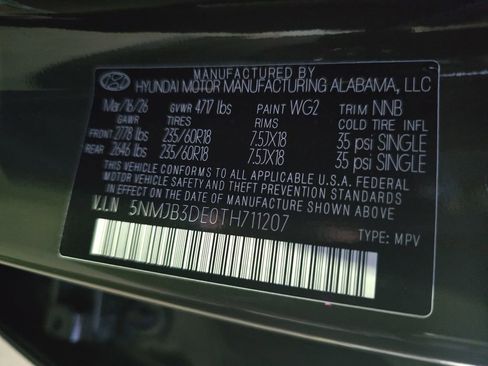 MANUFACTURED BY
HYUNDAI MOTOR MANUFACTURING ALABAMA, LLC
Mar/16/26 GVWR 4717 lbs PAINT WG2 TRIM NNB
GAWR TIRES RIMS COLD TIRE INFL
FRONT 2778 lbs 235/60R18 7.5JX18 35 psi SINGLE
REAR 2646 lbs 235/60R18 7.5JX18 35 psi SINGLE
THIS VEHICLE CONFORMS TO ALL APPLICABLE U.S.A. FEDERAL
MOTOR VEHICLE SAFETY AND THEFT PREVENTION STANDARDS
IN EFFECT ON THE DATE OF MANUFACTURE SHOWN ABOVE
V.I.N 5NMJB3DE0TH711207
TYPE: MPV